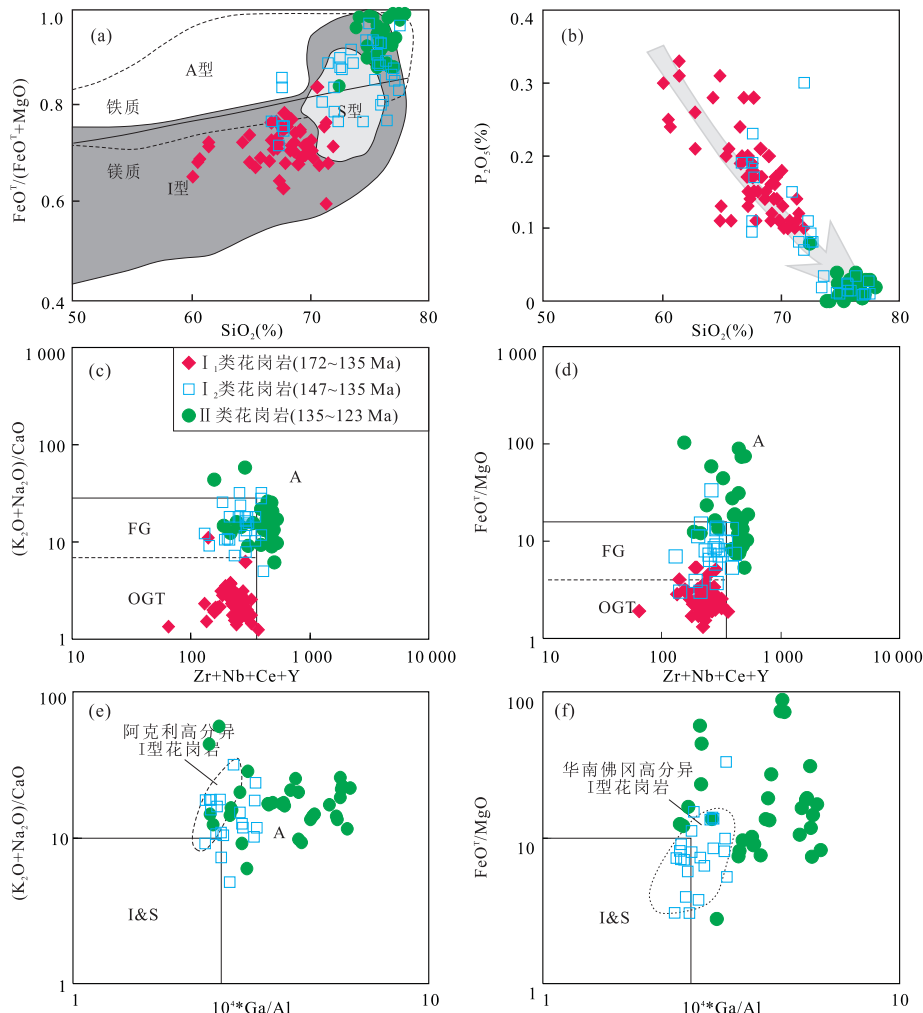 (a)
1.0
0.8
0.6
0.4
FeOᵀ/(FeOᵀ+MgO)
A型
铁质
镁质
I型
S型
50
60
70
80
SiO₂(%)
(b)
0.4
0.3
0.2
0.1
0
P₂O₅(%)
50
60
70
80
SiO₂(%)
(c)
1 000
100
10
1
(K₂O+Na₂O)/CaO
I₁类花岗岩(172~135 Ma)
I₂类花岗岩(147~135 Ma)
II类花岗岩(135~123 Ma)
A
FG
OGT
10
100
1 000
10 000
Zr+Nb+Ce+Y
(d)
1 000
100
10
1
FeOᵀ/MgO
A
FG
OGT
10
100
1 000
10 000
Zr+Nb+Ce+Y
(e)
100
10
1
(K₂O+Na₂O)/CaO
阿克利高分异
I型花岗岩
A
I&S
1
10
10⁴*Ga/Al
(f)
100
10
1
FeOᵀ/MgO
华南佛冈高分异
I型花岗岩
A
I&S
1
10
10⁴*Ga/Al